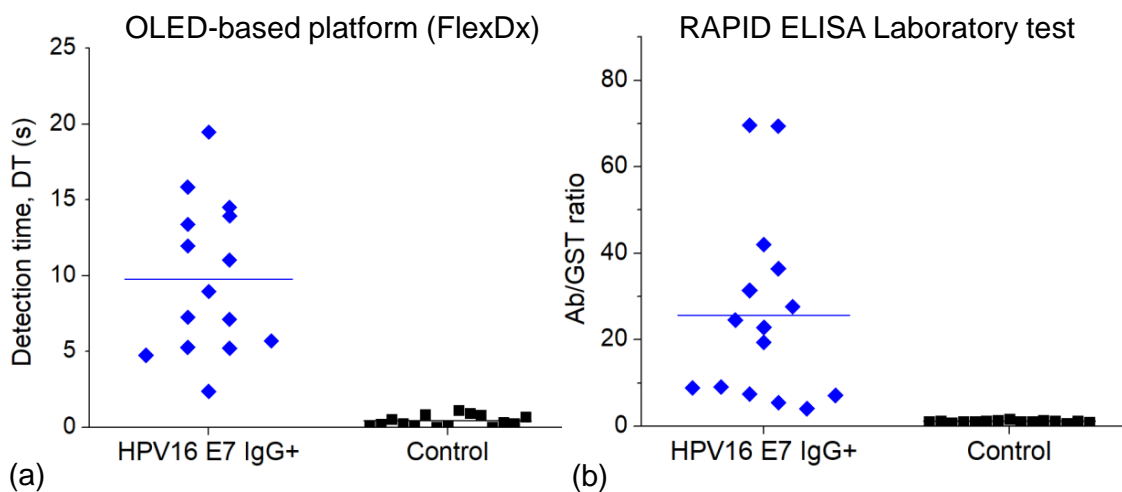 OLED-based platform (FlexDx)
25
20
15
10
5
0
Detection time, DT (s)
HPV16 E7 IgG+ Control
(a)
RAPID ELISA Laboratory test
80
60
40
20
0
Ab/GST ratio
HPV16 E7 IgG+ Control
(b)